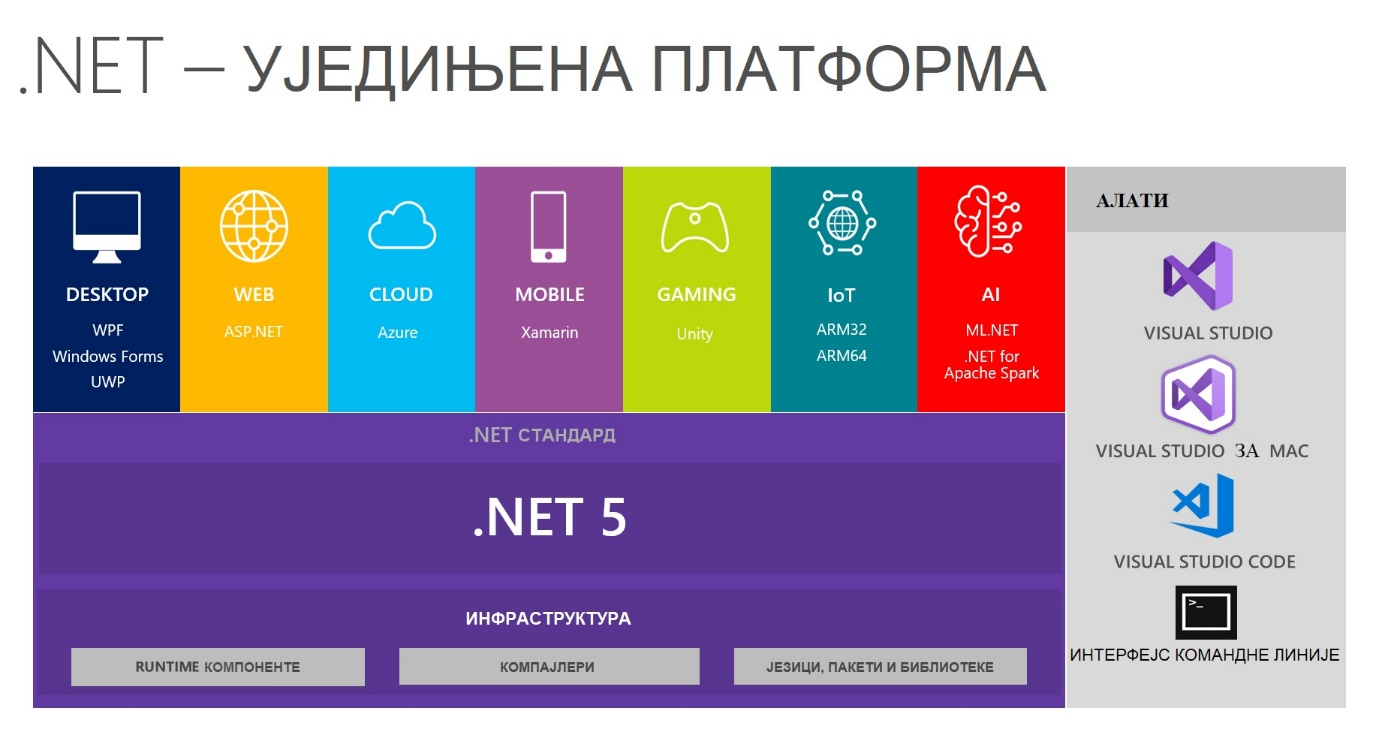 .NET – УЈЕДИЊЕНА ПЛАТФОРМА
DESKTOP
WPF
Windows Forms
UWP
WEB
ASP.NET
CLOUD
Azure
MOBILE
Xamarin
GAMING
Unity
IoT
ARM32
ARM64
AI
ML.NET
.NET for
Apache Spark
.NET СТАНДАРД
.NET 5
ИНФРАСТРУКТУРА
RUNTIME КОМПОНЕНТЕ
КОМПАЈЛЕРИ
ЈЕЗИЦИ, ПАКЕТИ И БИБЛИОТЕКЕ
АЛАТИ
VISUAL STUDIO
VISUAL STUDIO ЗА MAC
VISUAL STUDIO CODE
>_
ИНТЕРФЕЈС КОМАНДНЕ ЛИНИЈЕ